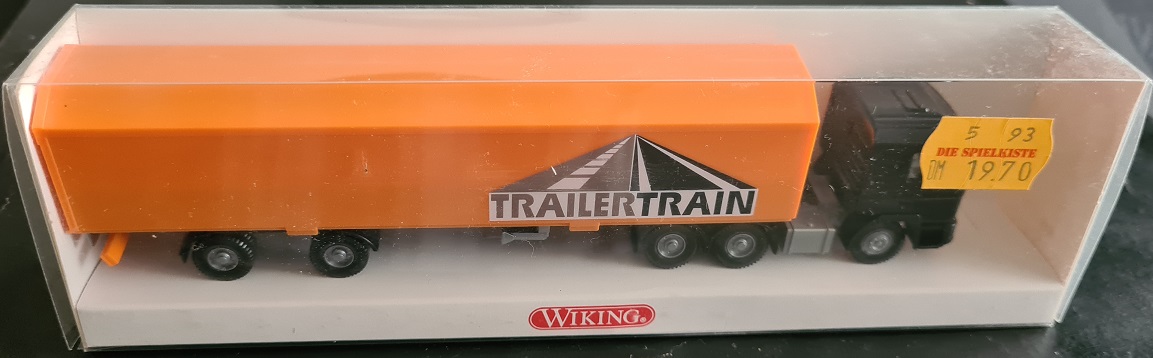 5 93
DIE SPIELKISTE
DM 19.70
TRAILERTRAIN
WIKING®